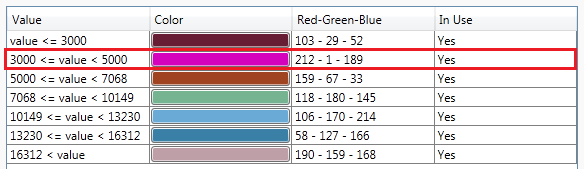 Value Color Red-Green-Blue In Use
value <= 3000 103 - 29 - 52 Yes
3000 <= value < 5000 212 - 1 - 189 Yes
5000 <= value < 7068 159 - 67 - 33 Yes
7068 <= value < 10149 118 - 180 - 145 Yes
10149 <= value < 13230 106 - 170 - 214 Yes
13230 <= value < 16312 58 - 127 - 166 Yes
16312 < value 190 - 159 - 168 Yes